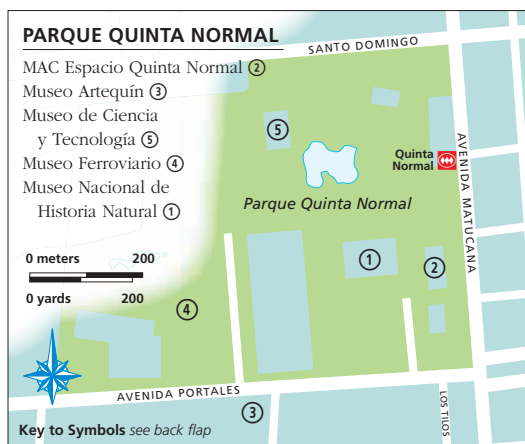 PARQUE QUINTA NORMAL
MAC Espacio Quinta Normal ②
Museo Artequín ③
Museo de Ciencia
y Tecnología ⑤
Museo Ferroviario ④
Museo Nacional de
Historia Natural ①
0 meters 200
0 yards 200
SANTO DOMINGO
⑤
Quinta
Normal
AVENIDA MATUCANA
Parque Quinta Normal
①
②
④
AVENIDA PORTALES
③
LOS TILOS
Key to Symbols see back flap